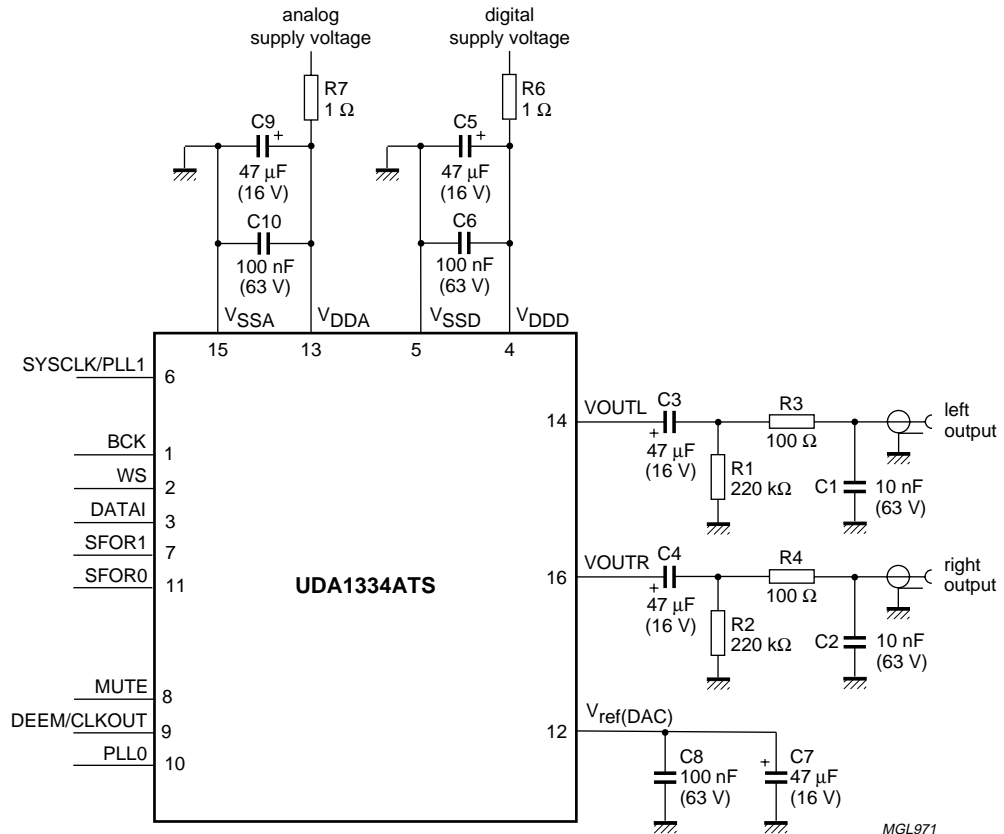 analog
supply voltage
digital
supply voltage
R7
1 Ω
R6
1 Ω
C9
+
47 μF
(16 V)
C5
+
47 μF
(16 V)
C10
100 nF
(63 V)
C6
100 nF
(63 V)
VSSA
VDDA
VSSD
VDDD
15
13
5
4
SYSCLK/PLL1
6
BCK
1
WS
2
DATAI
3
SFOR1
7
SFOR0
11
MUTE
8
DEEM/CLKOUT
9
PLL0
10
UDA1334ATS
14
VOUTL
C3
+
47 μF
(16 V)
R1
220 kΩ
R3
100 Ω
C1
10 nF
(63 V)
left
output
16
VOUTR
C4
+
47 μF
(16 V)
R2
220 kΩ
R4
100 Ω
C2
10 nF
(63 V)
right
output
12
Vref(DAC)
C8
100 nF
(63 V)
+
C7
47 μF
(16 V)
MGL971